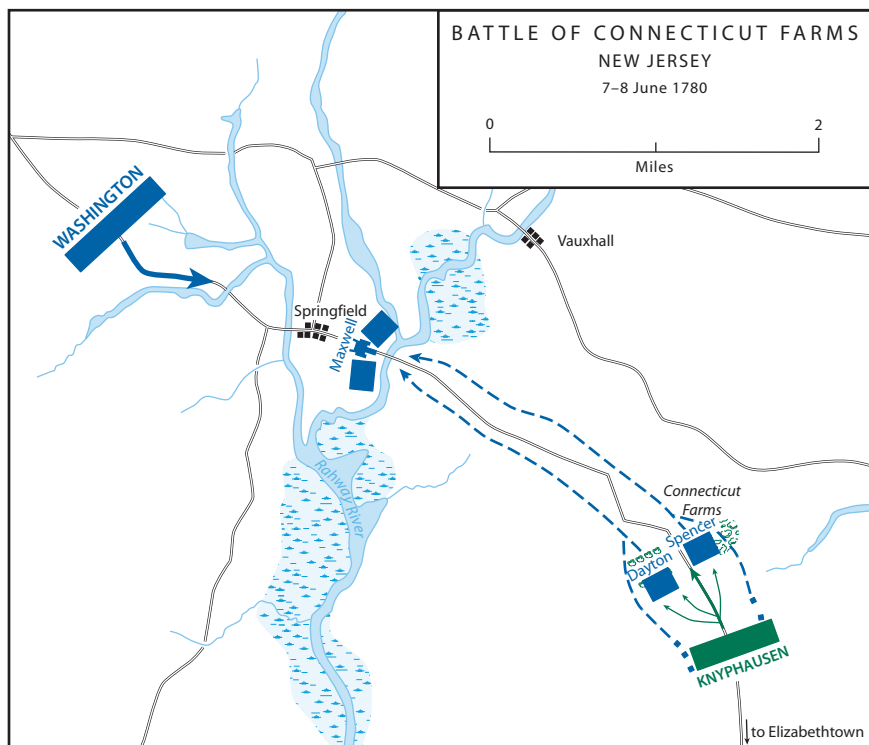 BATTLE OF CONNECTICUT FARMS
NEW JERSEY
7–8 June 1780
0
2
Miles
WASHINGTON
Vauxhall
Springfield
Maxwell
Rahway River
Connecticut
Farms
Spencer
Dayton
KNYPHAUSEN
to Elizabethtown